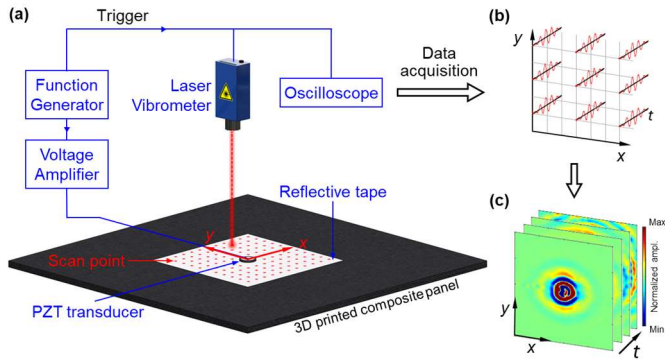 (a)
Trigger
Function
Generator
Voltage
Amplifier
Laser
Vibrometer
Oscilloscope
Reflective tape
y
x
Scan point
PZT transducer
3D printed composite panel
Data
acquisition
(b)
y
t
x
(c)
y
x
t
Max
Normalized ampl.
Min